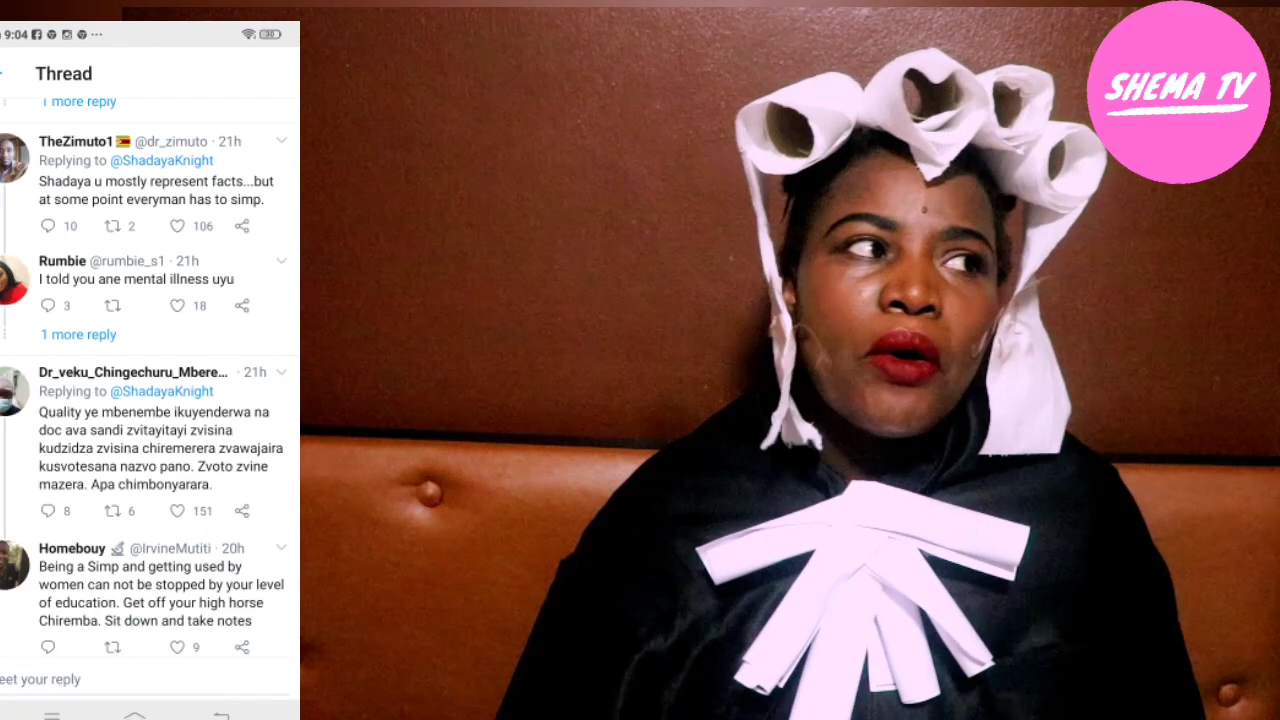 9:04
Thread
1 more reply
TheZimuto1🇿🇼 @dr_zimuto · 21h
Replying to @ShadayaKnight
Shadaya u mostly represent facts...but
at some point everyman has to simp.
10 2 106
Rumbie @rumbie_s1 · 21h
I told you ane mental illness uyu
3 18
1 more reply
Dr_veku_Chingechuru_Mbere... · 21h
Replying to @ShadayaKnight
Quality ye mbenembe ikuyenderwa na
doc ava sandi zvitayitayi zvisina
kudzidza zvisina chiremerera zvawajaira
kusvotesana nazvo pano. Zvoto zvine
mazera. Apa chimbonyarara.
8 6 151
Homebouy 🔬 @IrvineMutiti · 20h
Being a Simp and getting used by
women can not be stopped by your level
of education. Get off your high horse
Chiremba. Sit down and take notes
9
eet your reply
SHEMA TV